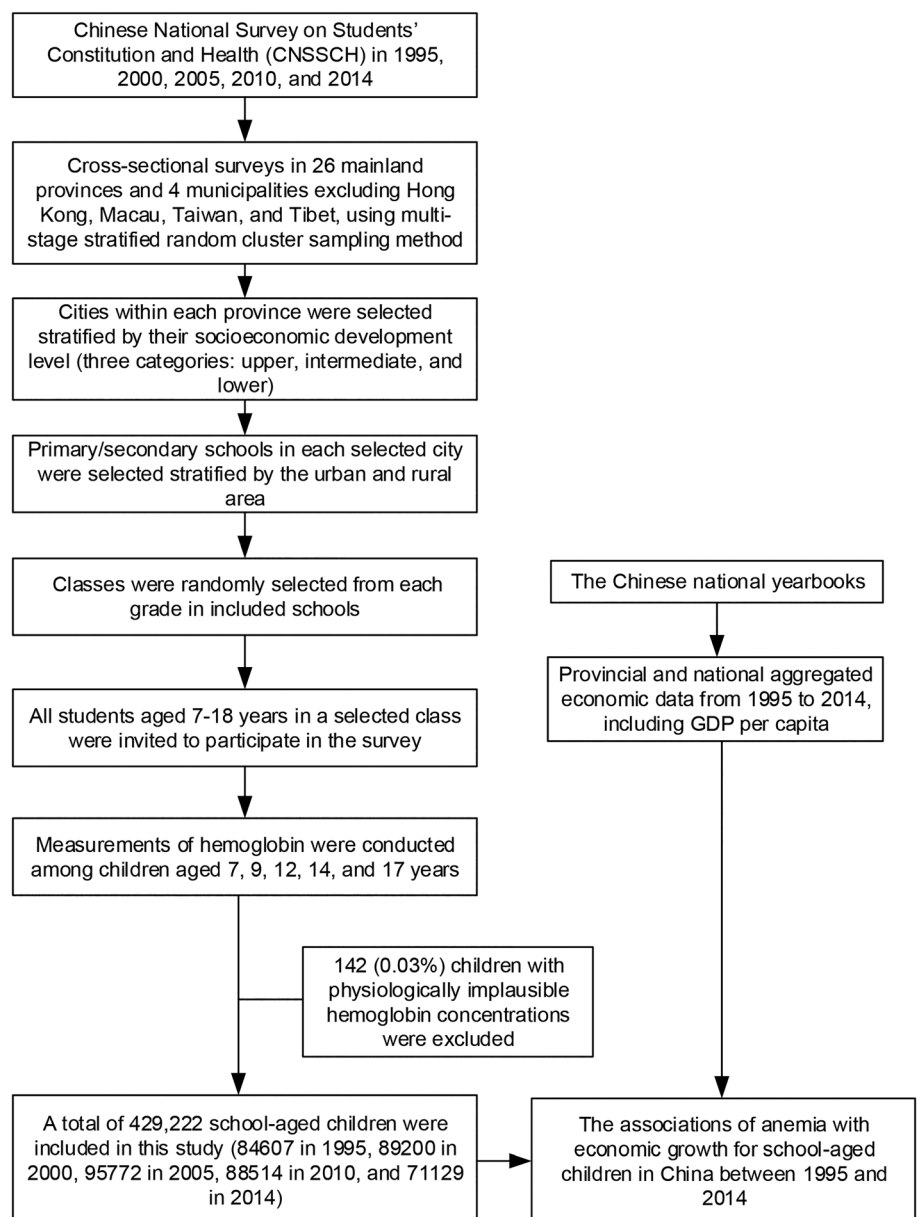 Chinese National Survey on Students’
Constitution and Health (CNSSCH) in 1995,
2000, 2005, 2010, and 2014
Cross-sectional surveys in 26 mainland
provinces and 4 municipalities excluding Hong
Kong, Macau, Taiwan, and Tibet, using multi-
stage stratified random cluster sampling method
Cities within each province were selected
stratified by their socioeconomic development
level (three categories: upper, intermediate, and
lower)
Primary/secondary schools in each selected city
were selected stratified by the urban and rural
area
Classes were randomly selected from each
grade in included schools
All students aged 7-18 years in a selected class
were invited to participate in the survey
Measurements of hemoglobin were conducted
among children aged 7, 9, 12, 14, and 17 years
142 (0.03%) children with
physiologically implausible
hemoglobin concentrations
were excluded
A total of 429,222 school-aged children were
included in this study (84607 in 1995, 89200 in
2000, 95772 in 2005, 88514 in 2010, and 71129
in 2014)
The Chinese national yearbooks
Provincial and national aggregated
economic data from 1995 to 2014,
including GDP per capita
The associations of anemia with
economic growth for school-aged
children in China between 1995 and
2014